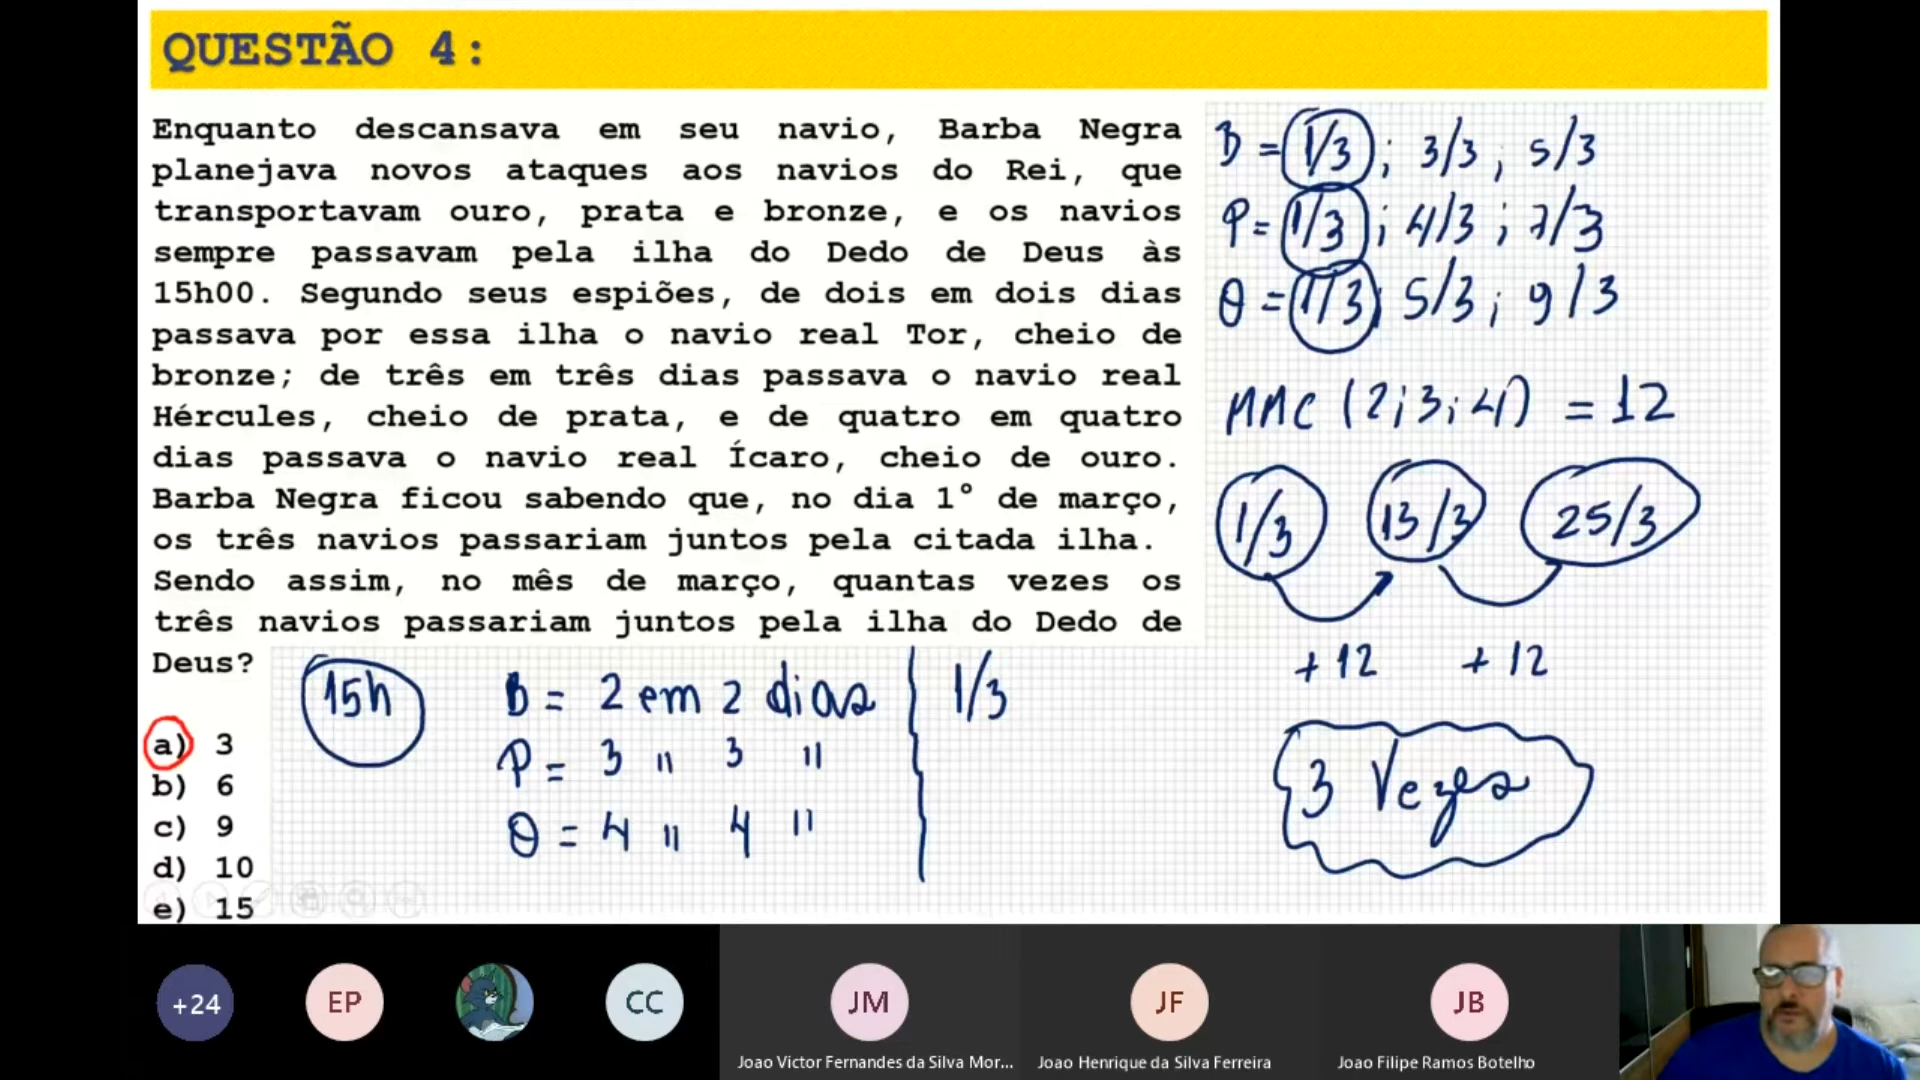 QUESTÃO 4:
Enquanto descansava em seu navio, Barba Negra
planejava novos ataques aos navios do Rei, que
transportavam ouro, prata e bronze, e os navios
sempre passavam pela ilha do Dedo de Deus às
15h00. Segundo seus espiões, de dois em dois dias
passava por essa ilha o navio real Tor, cheio de
bronze; de três em três dias passava o navio real
Hércules, cheio de prata, e de quatro em quatro
dias passava o navio real Ícaro, cheio de ouro.
Barba Negra ficou sabendo que, no dia 1° de março,
os três navios passariam juntos pela citada ilha.
Sendo assim, no mês de março, quantas vezes os
três navios passariam juntos pela ilha do Dedo de
Deus?
a) 3
b) 6
c) 9
d) 10
e) 15
15h
B = 2 em 2 dias 1/3
P = 3 " 3 "
O = 4 " 4 "
B = 1/3; 3/3, 5/3
P = 1/3; 4/3; 7/3
O = 1/3; 5/3; 9/3
MMC (2;3;4) = 12
1/3 13/3 25/3
+12 +12
3 Vezes
+24
EP
CC
JM
JF
JB
Joao Victor Fernandes da Silva Mor...
Joao Henrique da Silva Ferreira
Joao Filipe Ramos Botelho